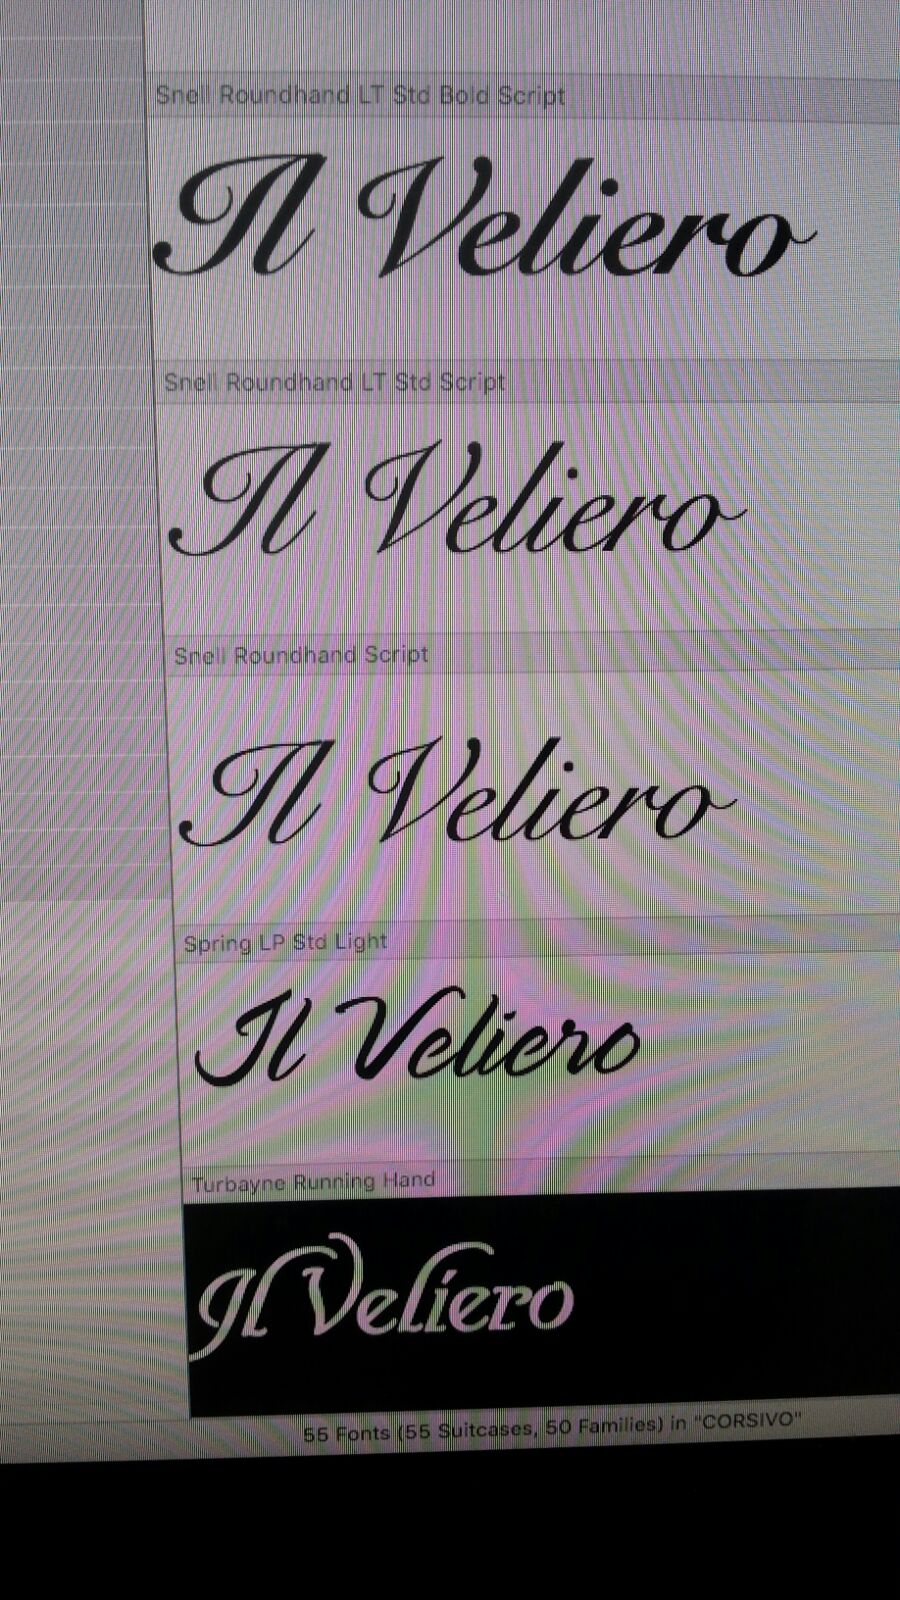 Snell Roundhand LT Std Bold Script
Il Veliero
Snell Roundhand LT Std Script
Il Veliero
Snell Roundhand Script
Il Veliero
Spring LP Std Light
Il Veliero
Turbayne Running Hand
Il Veliero
55 Fonts (55 Suitcases, 50 Families) in "CORSIVO"